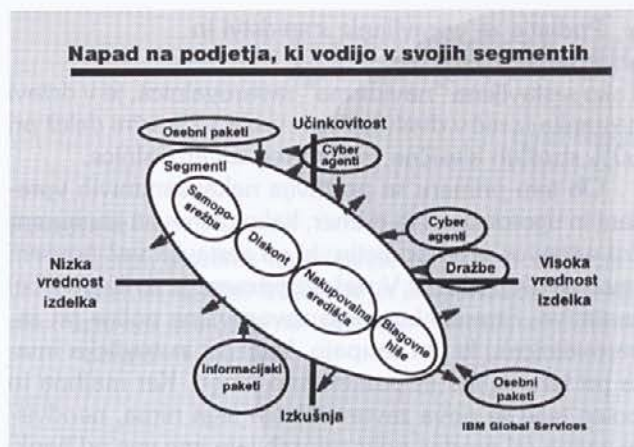 Napad na podjetja, ki vodijo v svojih segmentih
Osebni paketi
Učinkovitost
Cyber
agenti
Segmenti
Samopo-
srežba
Diskont
Cyber
agenti
Dražbe
Nizka
vrednost
izdelka
Visoka
vrednost
izdelka
Nakupovalna
središča
Blagovne
hiše
Informacijski
paketi
Osebni
paketi
Izkušnja
IBM Global Services